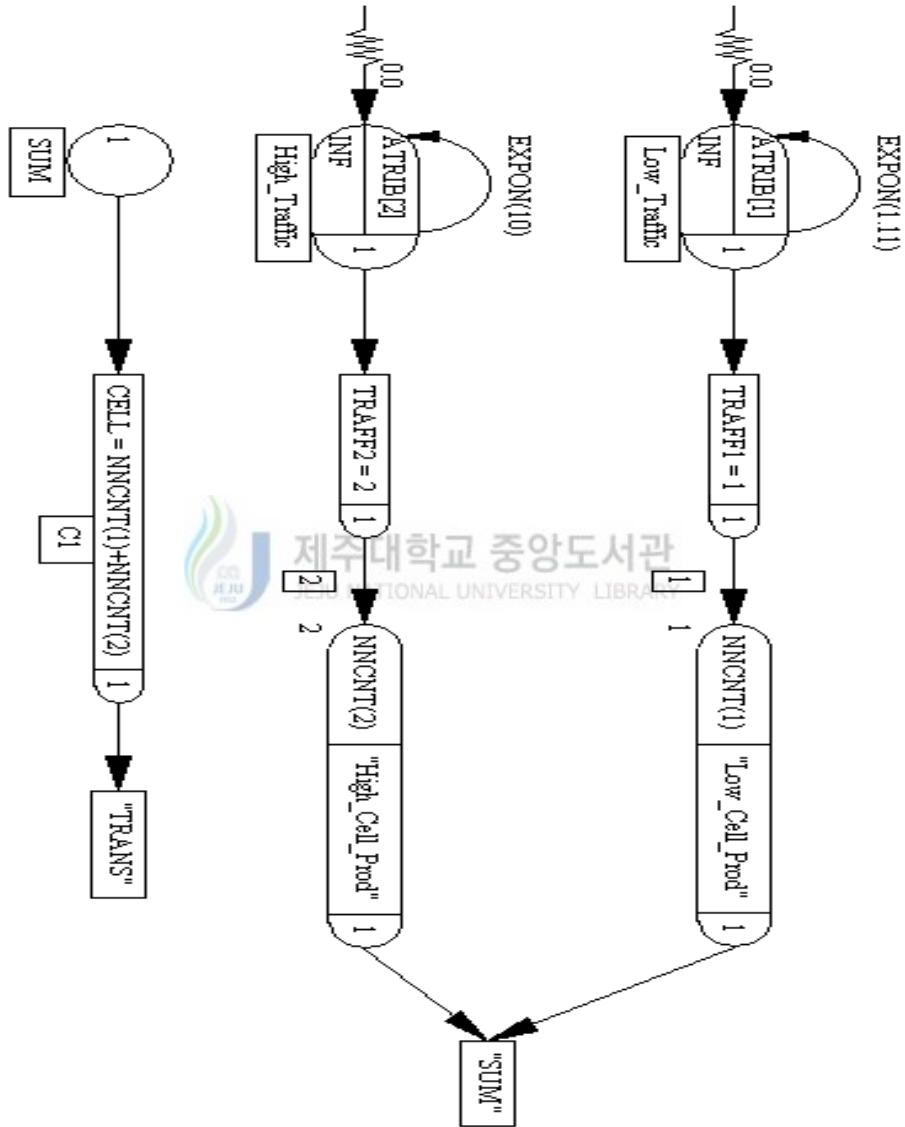 EXPON(1.11)
0.0
ATRIB[1]
INF
1
Low_Traffic
TRAFF1 = 1
1
1
1
NNCNT(1)
"Low_Cell_Prod"
1
EXPON(10)
0.0
ATRIB[2]
INF
1
High_Traffic
TRAFF2 = 2
1
2
2
NNCNT(2)
"High_Cell_Prod"
1
"SUM"
1
SUM
CELL = NNCNT(1)+NNCNT(2)
1
C1
"TRANS"
제주대학교 중앙도서관
JEJU NATIONAL UNIVERSITY LIBRARY
JEJU
1952